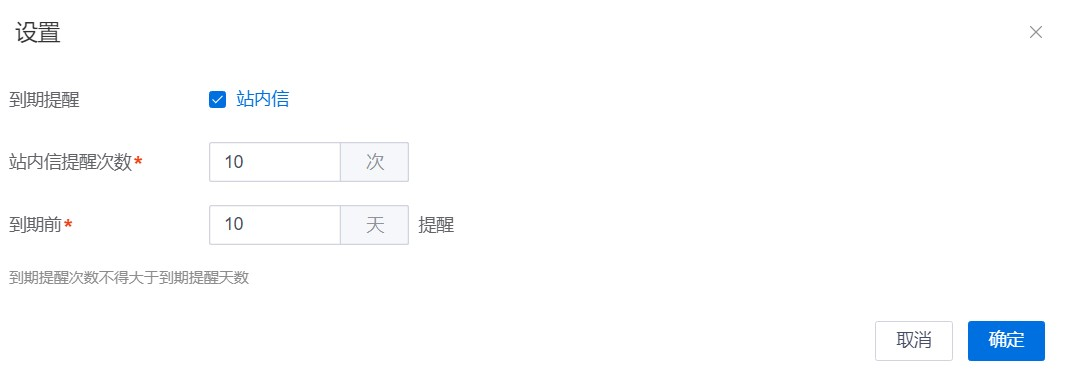 设置
到期提醒 站内信
站内信提醒次数* 10 次
到期前* 10 天 提醒
到期提醒次数不得大于到期提醒天数
取消 确定